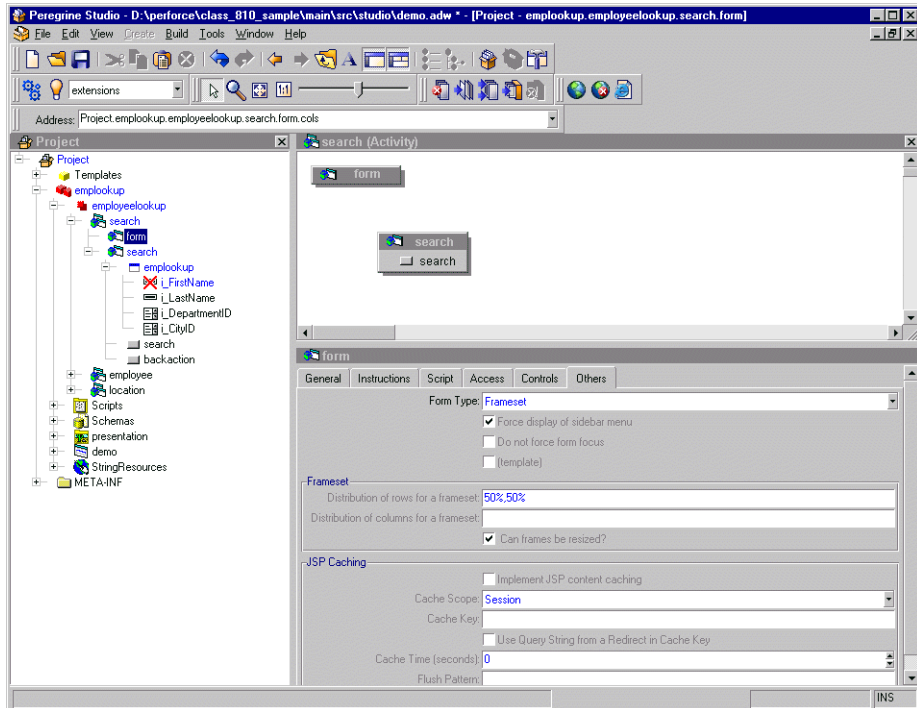 Peregrine Studio - D:\perforce\class_810_sample\main\src\studio\demo.adw * - [Project - emplookup.employeelookup.search.form]
File Edit View Create Build Tools Window Help
A
extensions
1:1
Address: Project.emplookup.employeelookup.search.form.cols
Project
Project
Templates
emplookup
employeelookup
search
form
search
emplookup
i_FirstName
i_LastName
i_DepartmentID
i_CityID
search
backaction
employee
location
Scripts
Schemas
presentation
demo
StringResources
META-INF
search (Activity)
form
search
search
form
General Instructions Script Access Controls Others
Form Type: Frameset
Force display of sidebar menu
Do not force form focus
(template)
Frameset
Distribution of rows for a frameset: 50%,50%
Distribution of columns for a frameset:
Can frames be resized?
JSP Caching
Implement JSP content caching
Cache Scope: Session
Cache Key:
Use Query String from a Redirect in Cache Key
Cache Time (seconds): 0
Flush Pattern:
INS